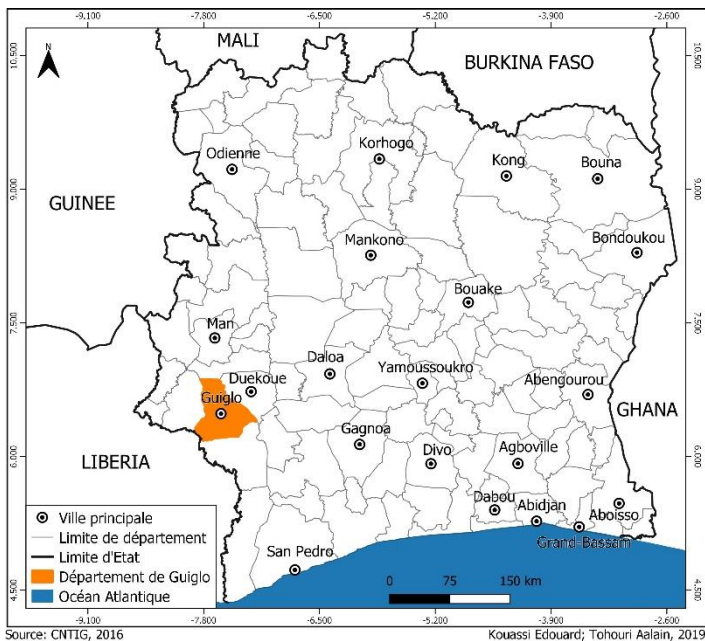 -9.100 -7.800 -6.500 -5.200 -3.900 -2.600
10.500 10.500
MALI
BURKINA FASO
N
Korhogo
Odienne
Kong
Bouna
9.000 9.000
GUINEE
Mankono
Bondoukou
Bouake
7.500 7.500
Man
Daloa
Yamoussoukro
Duekoue
Abengourou
Guiglo
GHANA
Gagnoa
Divo
Agboville
6.000 6.000
LIBERIA
Dabou
Abidjan
Aboisso
Grand-Bassam
San Pedro
Ville principale
Limite de département
Limite d'Etat
Département de Guiglo
Océan Atlantique
0 75 150 km
4.500 4.500
-9.100 -7.800 -6.500 -5.200 -3.900 -2.600
Source: CNTIG, 2016 Kouassi Edouard; Tohouri Aalain, 2019